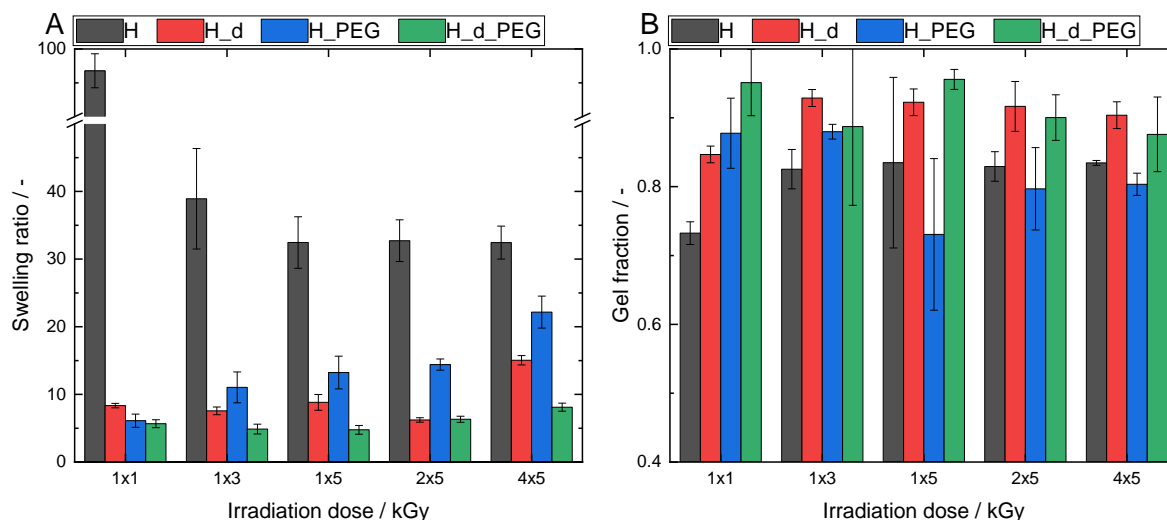 A
H H_d H_PEG H_d_PEG
100
40
30
20
10
0
Swelling ratio / -
1x1 1x3 1x5 2x5 4x5
Irradiation dose / kGy
B
H H_d H_PEG H_d_PEG
1.0
0.8
0.6
0.4
Gel fraction / -
1x1 1x3 1x5 2x5 4x5
Irradiation dose / kGy